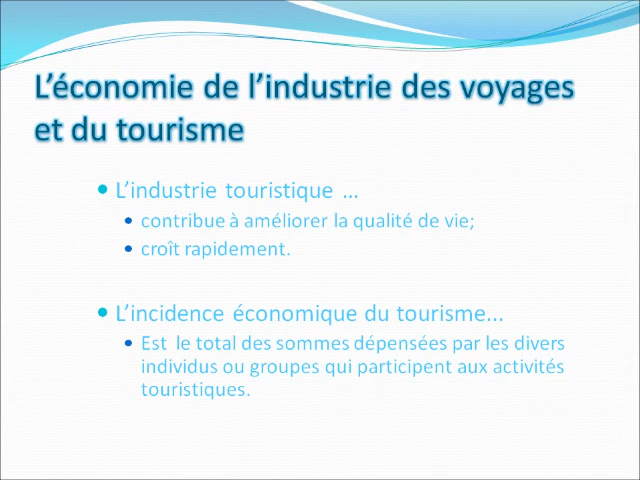 L’économie de l’industrie des voyages
et du tourisme
• L’industrie touristique ...
• contribue à améliorer la qualité de vie;
• croît rapidement.
• L’incidence économique du tourisme...
• Est le total des sommes dépensées par les divers
individus ou groupes qui participent aux activités
touristiques.